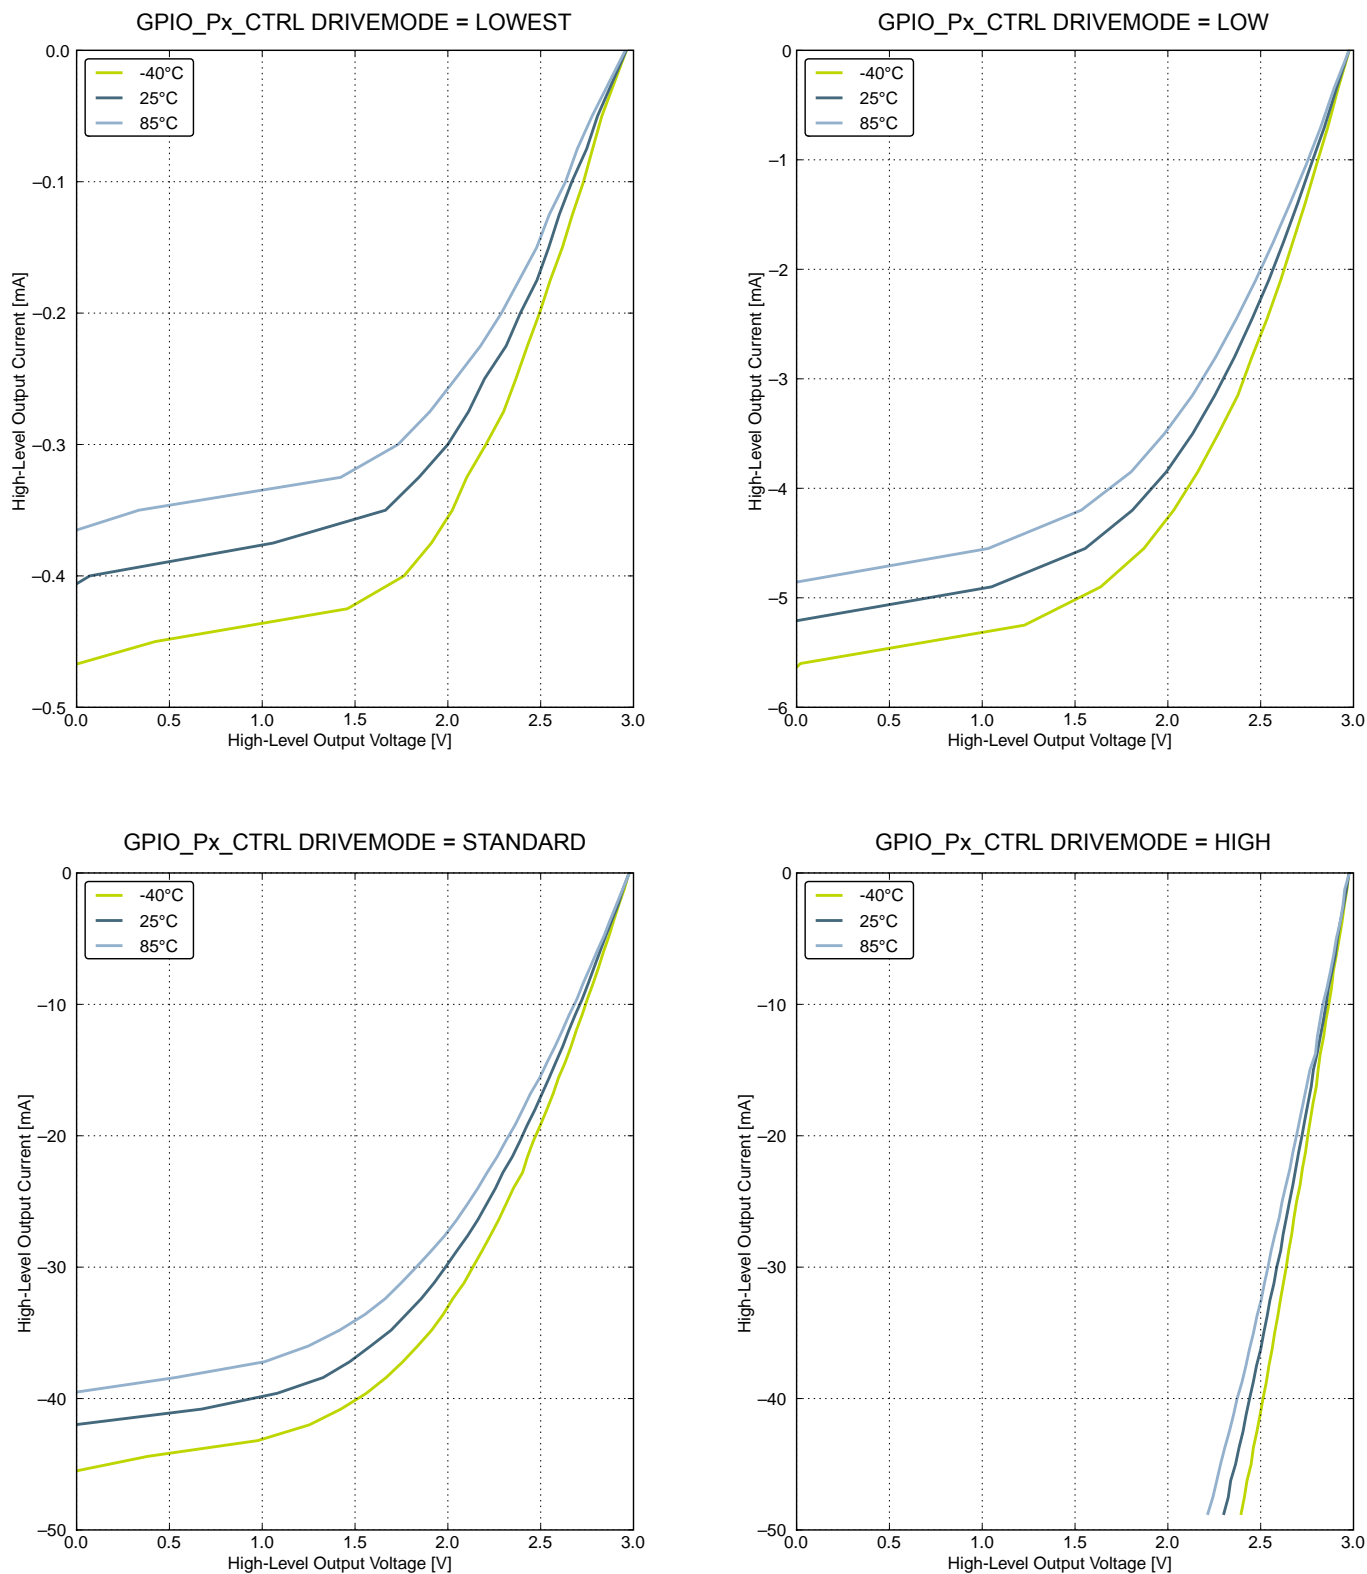 GPIO_Px_CTRL DRIVEMODE = LOWEST
0.0
–0.1
–0.2
–0.3
–0.4
–0.5
High-Level Output Current [mA]
-40°C
25°C
85°C
0.0 0.5 1.0 1.5 2.0 2.5 3.0
High-Level Output Voltage [V]
GPIO_Px_CTRL DRIVEMODE = LOW
0
–1
–2
–3
–4
–5
–6
High-Level Output Current [mA]
-40°C
25°C
85°C
0.0 0.5 1.0 1.5 2.0 2.5 3.0
High-Level Output Voltage [V]
GPIO_Px_CTRL DRIVEMODE = STANDARD
0
–10
–20
–30
–40
–50
High-Level Output Current [mA]
-40°C
25°C
85°C
0.0 0.5 1.0 1.5 2.0 2.5 3.0
High-Level Output Voltage [V]
GPIO_Px_CTRL DRIVEMODE = HIGH
0
–10
–20
–30
–40
–50
High-Level Output Current [mA]
-40°C
25°C
85°C
0.0 0.5 1.0 1.5 2.0 2.5 3.0
High-Level Output Voltage [V]